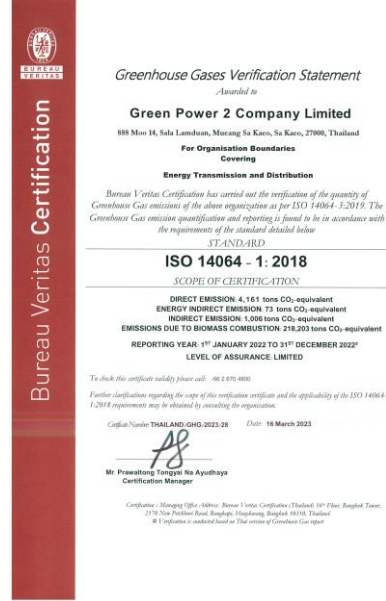 BUREAU
VERITAS
Bureau Veritas Certification
Greenhouse Gases Verification Statement
Awarded to
Green Power 2 Company Limited
888 Moo 14, Sala Lamduan, Mueang Sa Kaeo, Sa Kaeo, 27000, Thailand
For Organisation Boundaries
Covering
Energy Transmission and Distribution
Bureau Veritas Certification has carried out the verification of the quantity of
Greenhouse Gas emissions of the above organization as per ISO 14064-3:2019. The
Greenhouse Gas emission quantification and reporting is found to be in accordance with
the requirements of the standard detailed below
STANDARD
ISO 14064 - 1: 2018
SCOPE OF CERTIFICATION
DIRECT EMISSION: 4,161 tons CO₂-equivalent
ENERGY INDIRECT EMISSION: 73 tons CO₂-equivalent
INDIRECT EMISSION: 1,006 tons CO₂-equivalent
EMISSIONS DUE TO BIOMASS COMBUSTION: 218,203 tons CO₂-equivalent
REPORTING YEAR: 1ST JANUARY 2022 TO 31ST DECEMBER 2022
LEVEL OF ASSURANCE: LIMITED
To check this certificate validity please call: +66 2 670 4800
Further clarifications regarding the scope of this verification certificate and the applicability of the ISO 14064-
1:2018 requirements may be obtained by consulting the organisation.
Certificate Number: THAILAND-GHG-2023-28 Date: 16 March 2023
Mr. Prawaitong Tongyai Na Ayudhaya
Certification Manager
Certification / Managing Office Address: Bureau Veritas Certification (Thailand) 16th Floor, Bangkok Tower,
2170 New Petchburi Road, Bangkapi, Huaykwang, Bangkok 10310, Thailand
Verification is conducted based on Thai version of Greenhouse Gas report